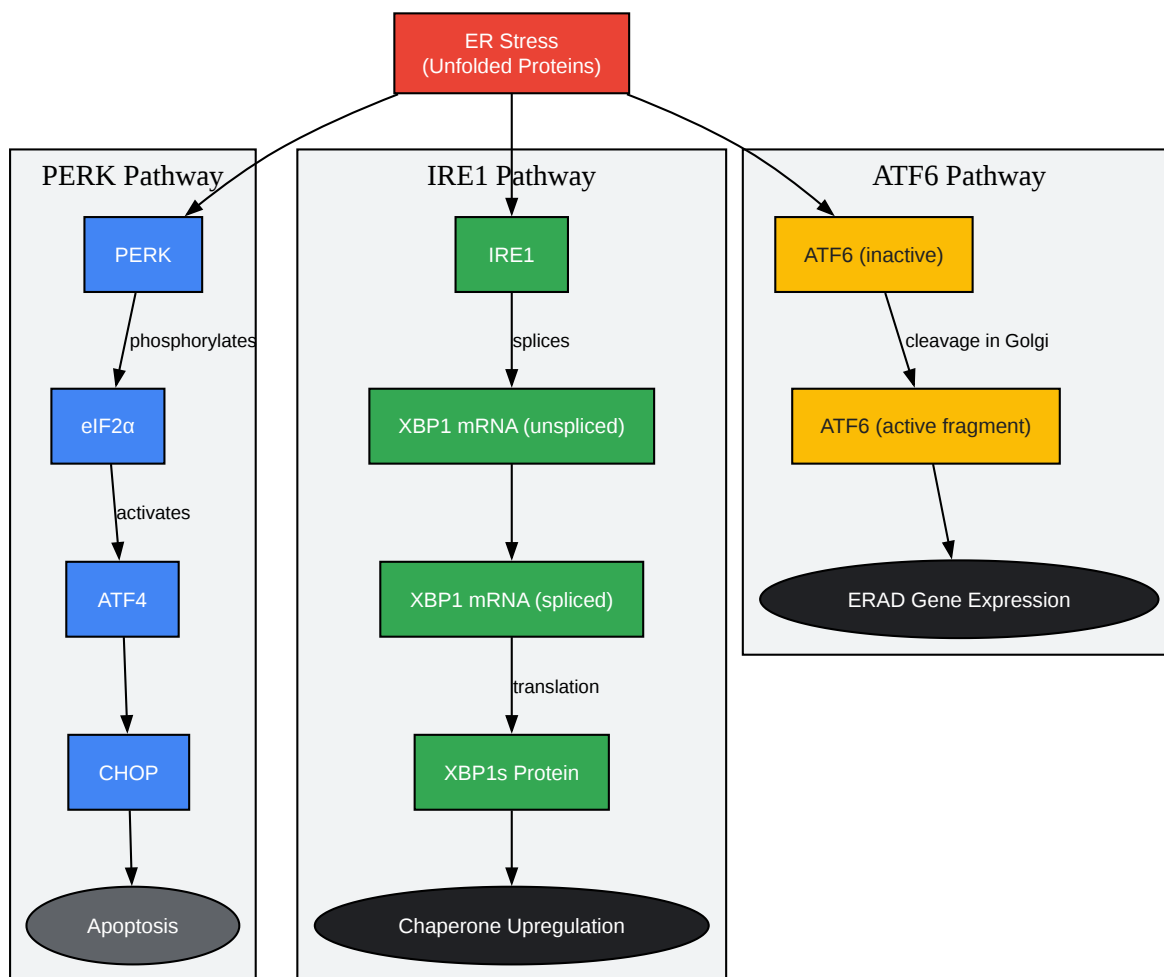 ER Stress
(Unfolded Proteins)
PERK Pathway
PERK
phosphorylates
eIF2α
activates
ATF4
CHOP
Apoptosis
IRE1 Pathway
IRE1
splices
XBP1 mRNA (unspliced)
XBP1 mRNA (spliced)
translation
XBP1s Protein
Chaperone Upregulation
ATF6 Pathway
ATF6 (inactive)
cleavage in Golgi
ATF6 (active fragment)
ERAD Gene Expression